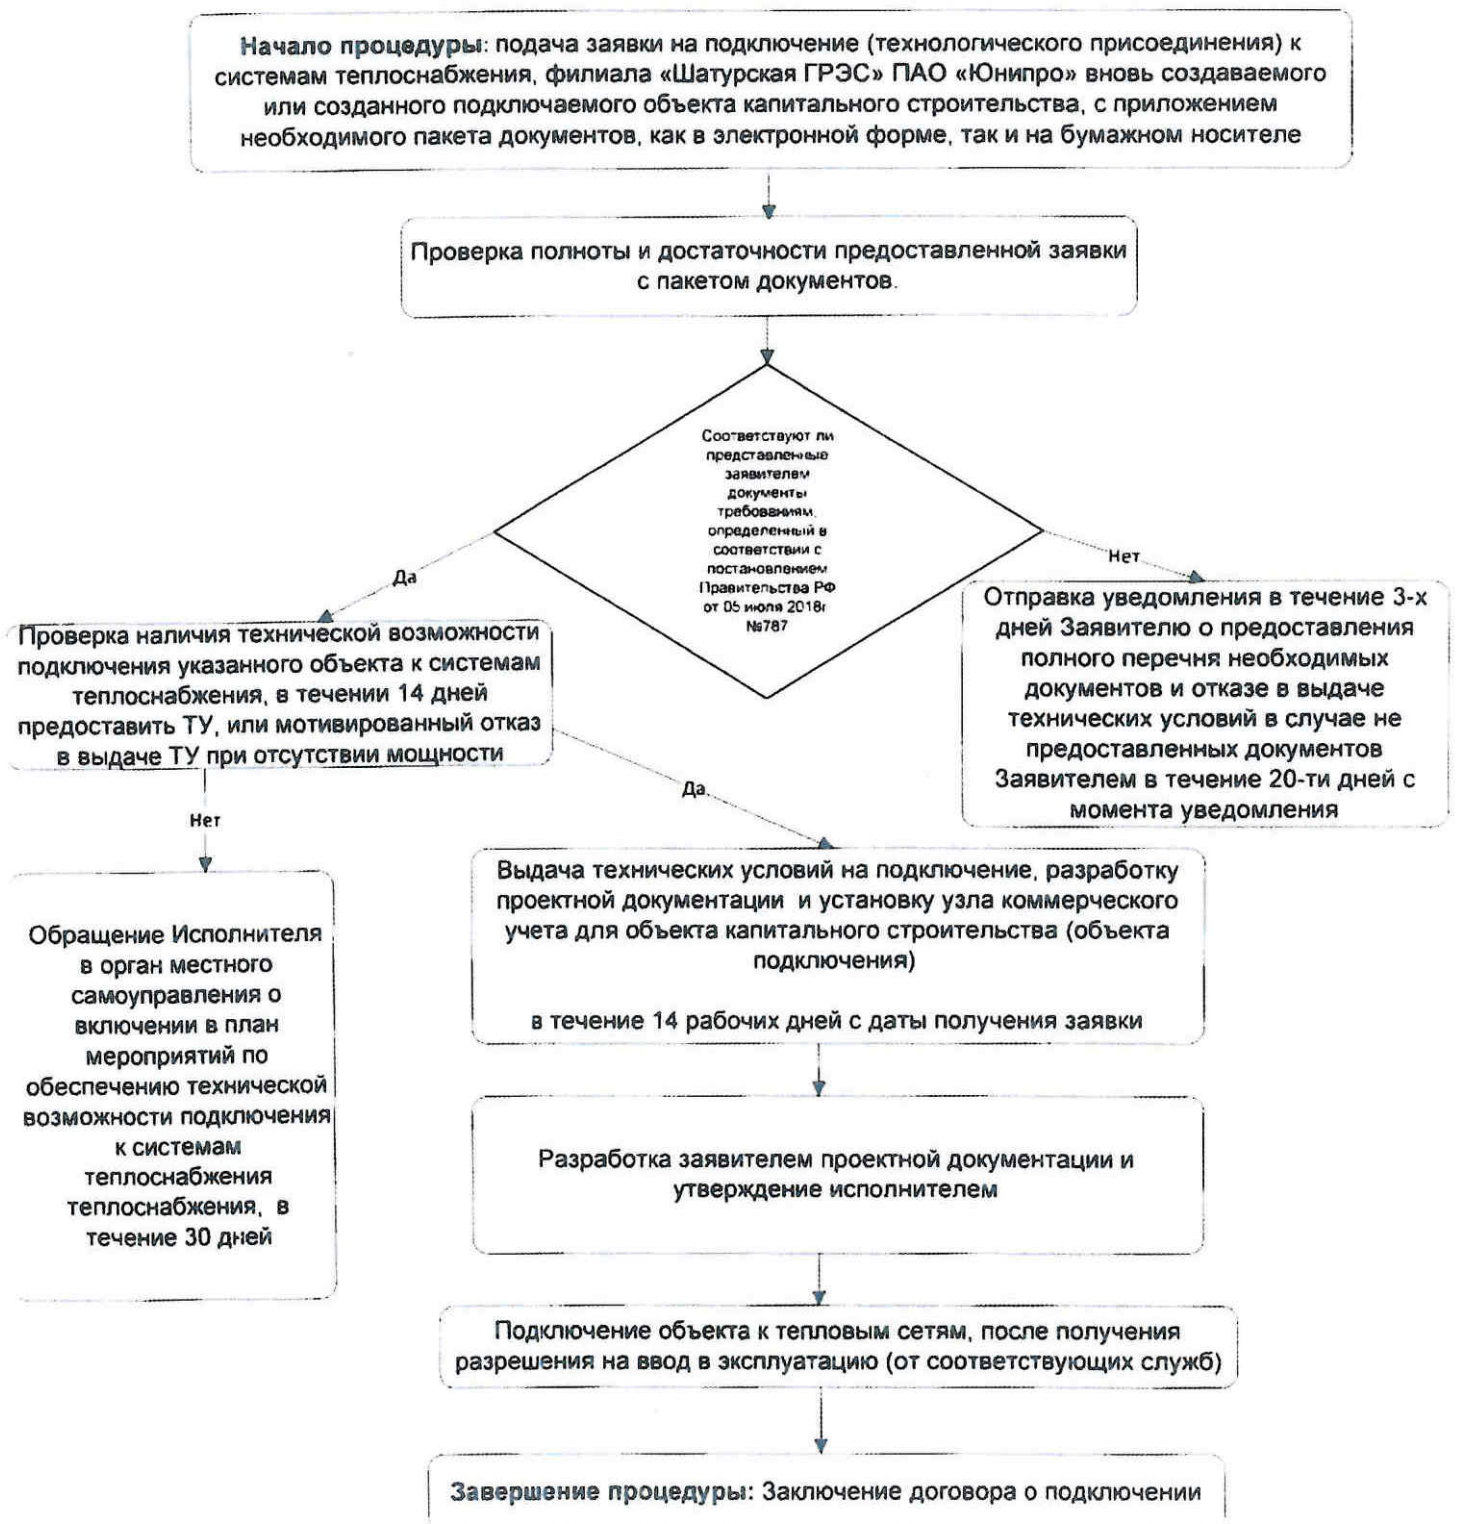 Начало процедуры: подача заявки на подключение (технологического присоединения) к
системам теплоснабжения, филиала «Шатурская ГРЭС» ПАО «Юнипро» вновь создаваемого
или созданного подключаемого объекта капитального строительства, с приложением
необходимого пакета документов, как в электронной форме, так и на бумажном носителе
Проверка полноты и достаточности предоставленной заявки
с пакетом документов.
Соответствуют ли
представленные
заявителем
документы
требованиям,
определенный в
соответствии с
постановлением
Правительства РФ
от 05 июля 2018г
№787
Да
Нет
Проверка наличия технической возможности
подключения указанного объекта к системам
теплоснабжения, в течении 14 дней
предоставить ТУ, или мотивированный отказ
в выдаче ТУ при отсутствии мощности
Отправка уведомления в течение 3-х
дней Заявителю о предоставления
полного перечня необходимых
документов и отказе в выдаче
технических условий в случае не
предоставленных документов
Заявителем в течение 20-ти дней с
момента уведомления
Да
Нет
Обращение Исполнителя
в орган местного
самоуправления о
включении в план
мероприятий по
обеспечению технической
возможности подключения
к системам
теплоснабжения
теплоснабжения, в
течение 30 дней
Выдача технических условий на подключение, разработку
проектной документации и установку узла коммерческого
учета для объекта капитального строительства (объекта
подключения)
в течение 14 рабочих дней с даты получения заявки
Разработка заявителем проектной документации и
утверждение исполнителем
Подключение объекта к тепловым сетям, после получения
разрешения на ввод в эксплуатацию (от соответствующих служб)
Завершение процедуры: Заключение договора о подключении